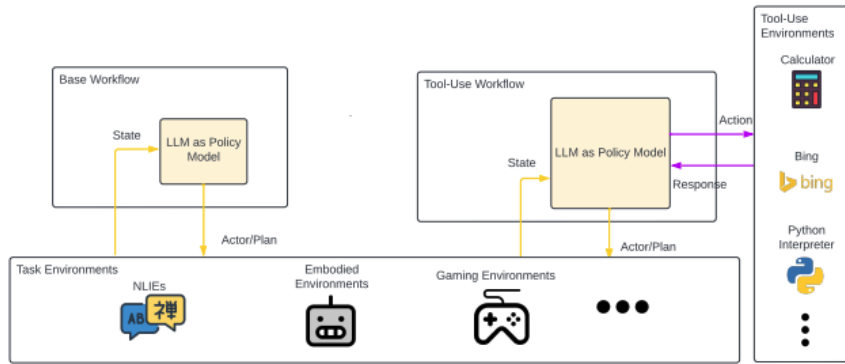 Base Workflow
State
LLM as Policy
Model
Actor/Plan
Tool-Use Workflow
State
LLM as Policy Model
Action
Response
Actor/Plan
Tool-Use
Environments
Calculator
Bing
bing
Python
Interpreter
Task Environments
NLIEs
AB
禅
Embodied
Environments
Gaming Environments